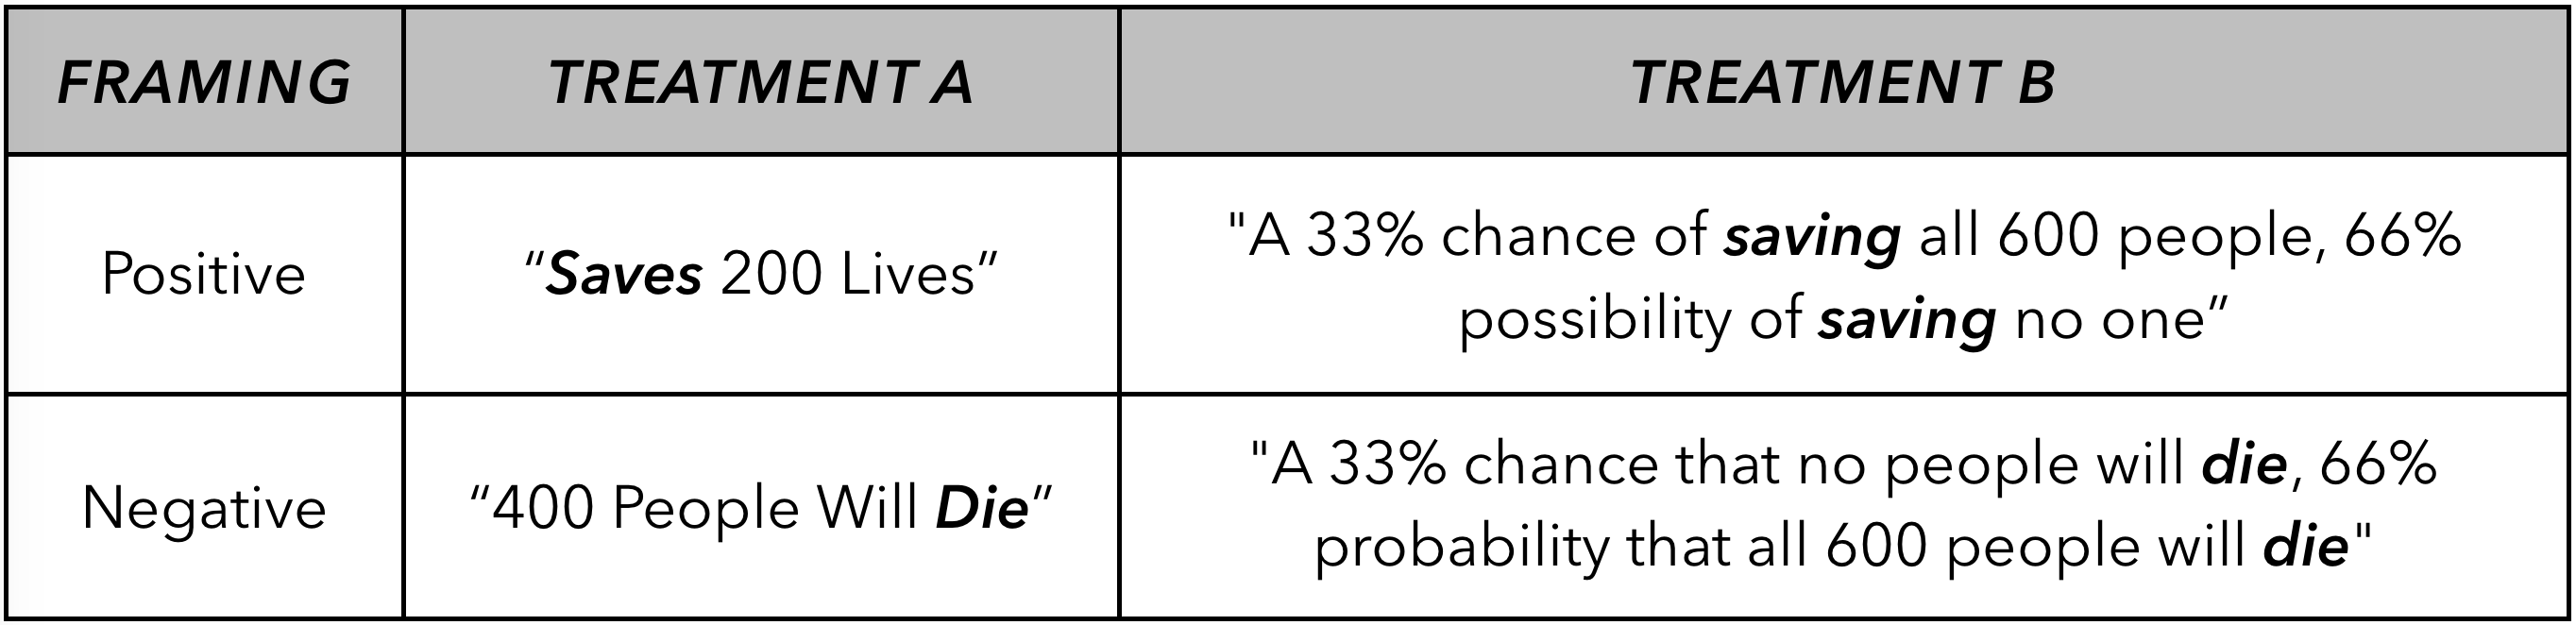 FRAMING TREATMENT A TREATMENT B
Positive
“Saves 200 Lives”
"A 33% chance of saving all 600 people, 66%
possibility of saving no one”
Negative
“400 People Will Die”
"A 33% chance that no people will die, 66%
probability that all 600 people will die"